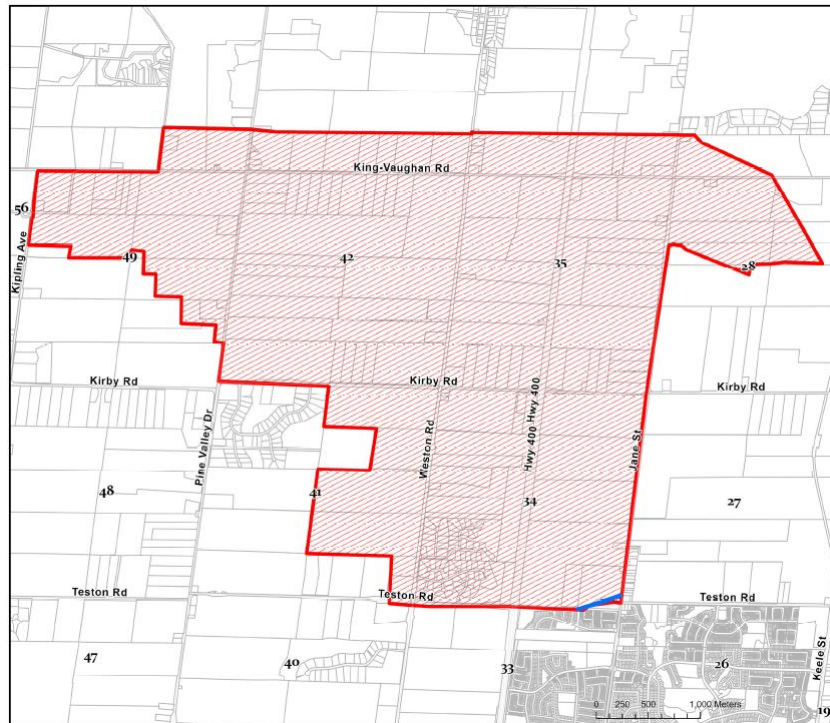 King-Vaughan Rd
56
Kipling Ave
49
42
35
28
Kirby Rd
Kirby Rd
Kirby Rd
Pine Valley Dr
Weston Rd
Hwy 400 Hwy 400
Jane St
48
41
34
27
Teston Rd
Teston Rd
Teston Rd
47
40
33
26
Keele St
0 250 500 1,000 Meters
19